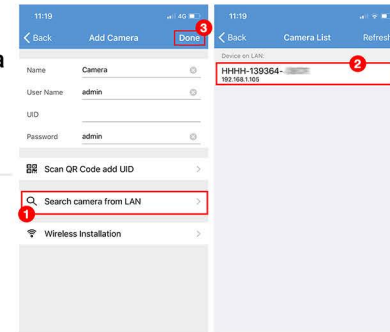 a
11:19
4G
Back
Add Camera
Done
3
Name
Camera
User Name
admin
UID
Password
admin
Scan QR Code add UID
Search camera from LAN
1
Wireless Installation
11:19
Back
Camera List
Refresh
Device on LAN:
2
HHHH-139364-
192.168.1.105